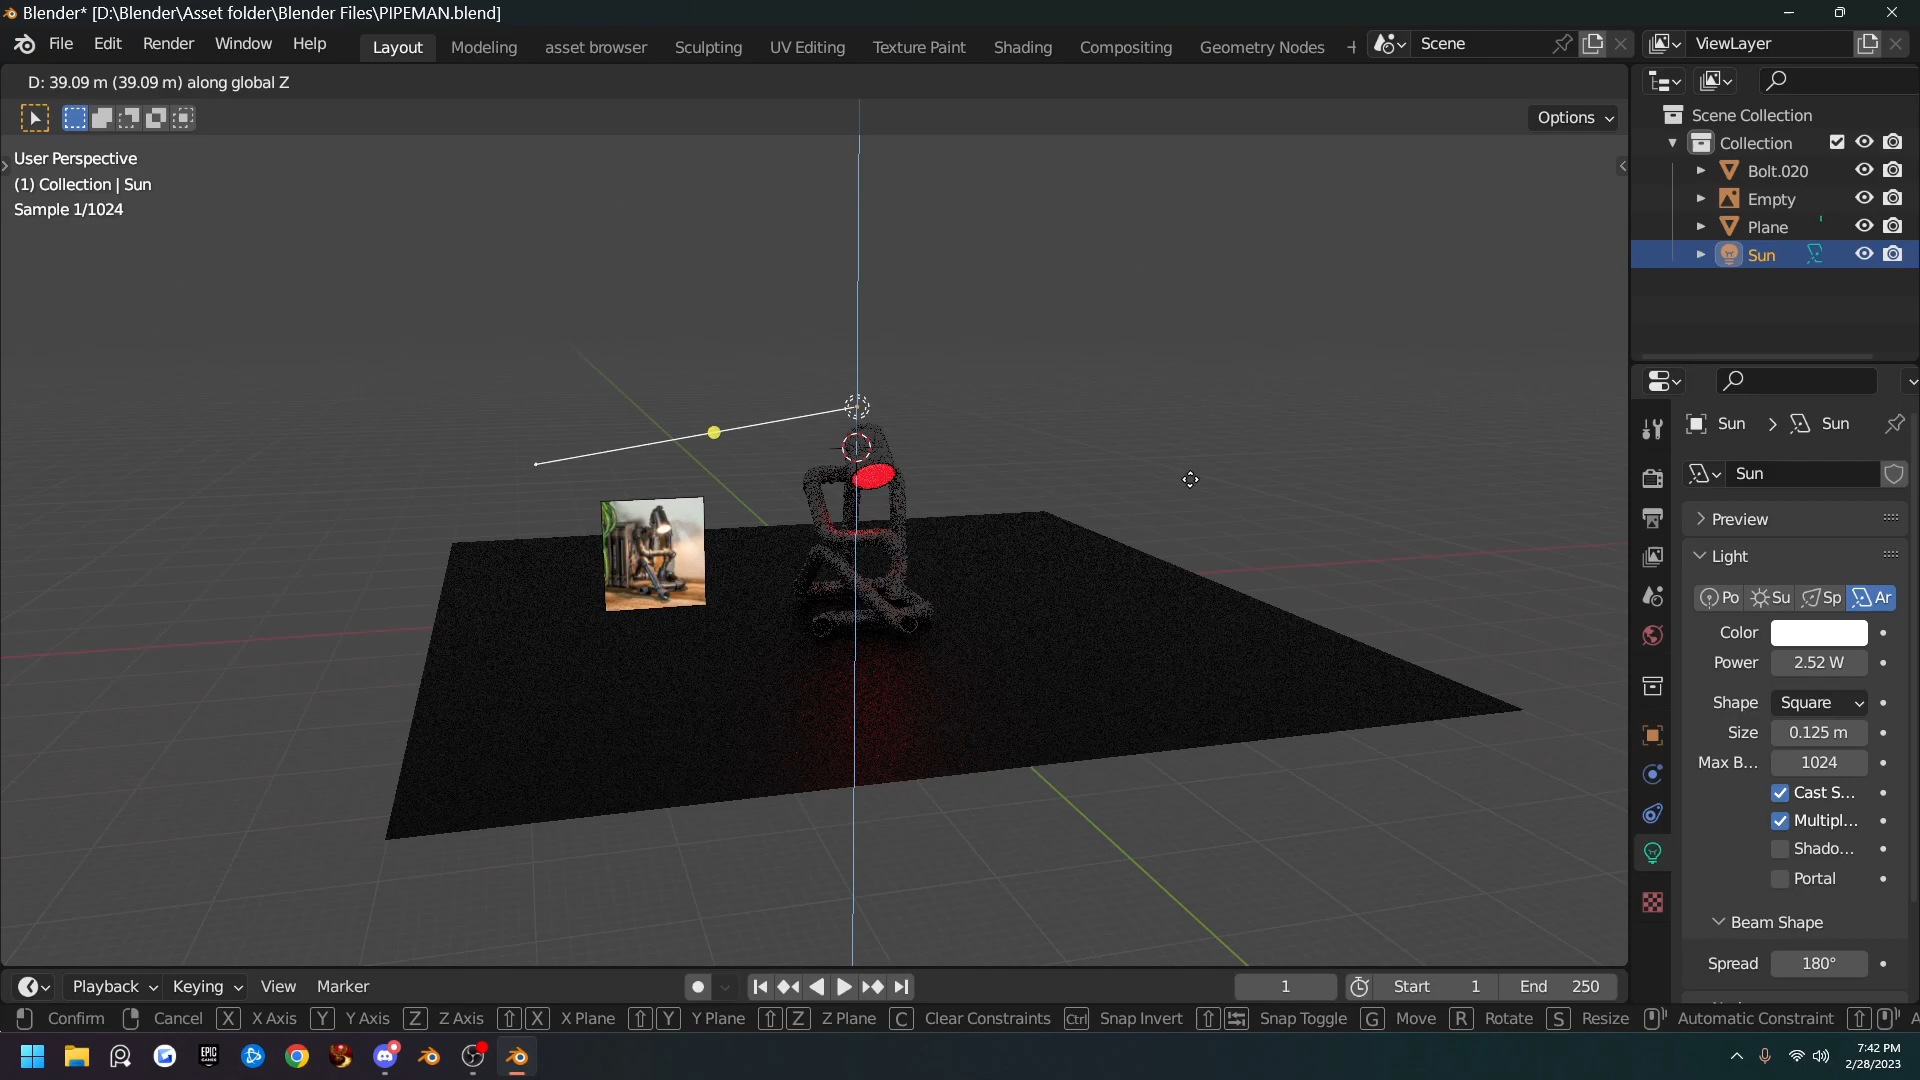 Blender* [D:\Blender\Asset folder\Blender Files\PIPEMAN.blend]
File Edit Render Window Help Layout Modeling asset browser Sculpting UV Editing Texture Paint Shading Compositing Geometry Nodes Scene ViewLayer
D: 39.09 m (39.09 m) along global Z
Options
User Perspective
(1) Collection | Sun
Sample 1/1024
Scene Collection
Collection
Bolt.020
Empty
Plane
Sun
Sun Sun
Sun
Preview
Light
Po Su Sp Ar
Color
Power 2.52 W
Shape Square
Size 0.125 m
Max B... 1024
Cast S...
Multipl...
Shado...
Portal
Beam Shape
Spread 180°
Playback Keying View Marker 1 Start 1 End 250
Confirm Cancel X X Axis Y Y Axis Z Z Axis X X Plane Y Y Plane Z Z Plane C Clear Constraints Ctrl Snap Invert Snap Toggle G Move R Rotate S Resize Automatic Constraint
EPIC GAMES
7:42 PM
2/28/2023